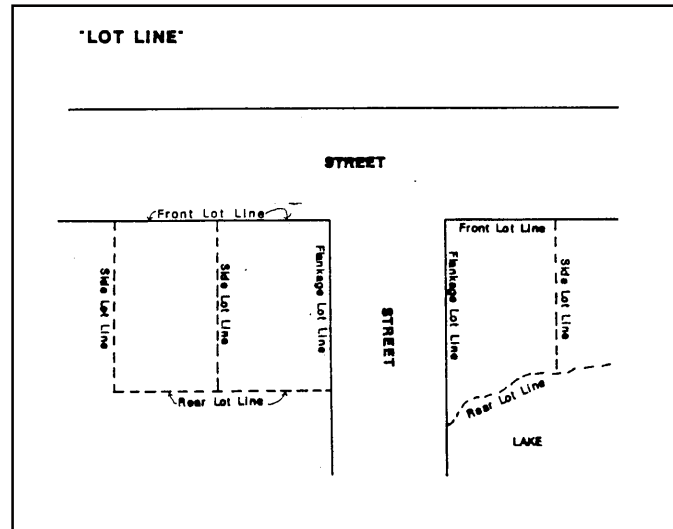 "LOT LINE"
STREET
Front Lot Line
Front Lot Line
Side Lot Line
Side Lot Line
Flankage Lot Line
STREET
Flankage Lot Line
Side Lot Line
Rear Lot Line
Rear Lot Line
LAKE